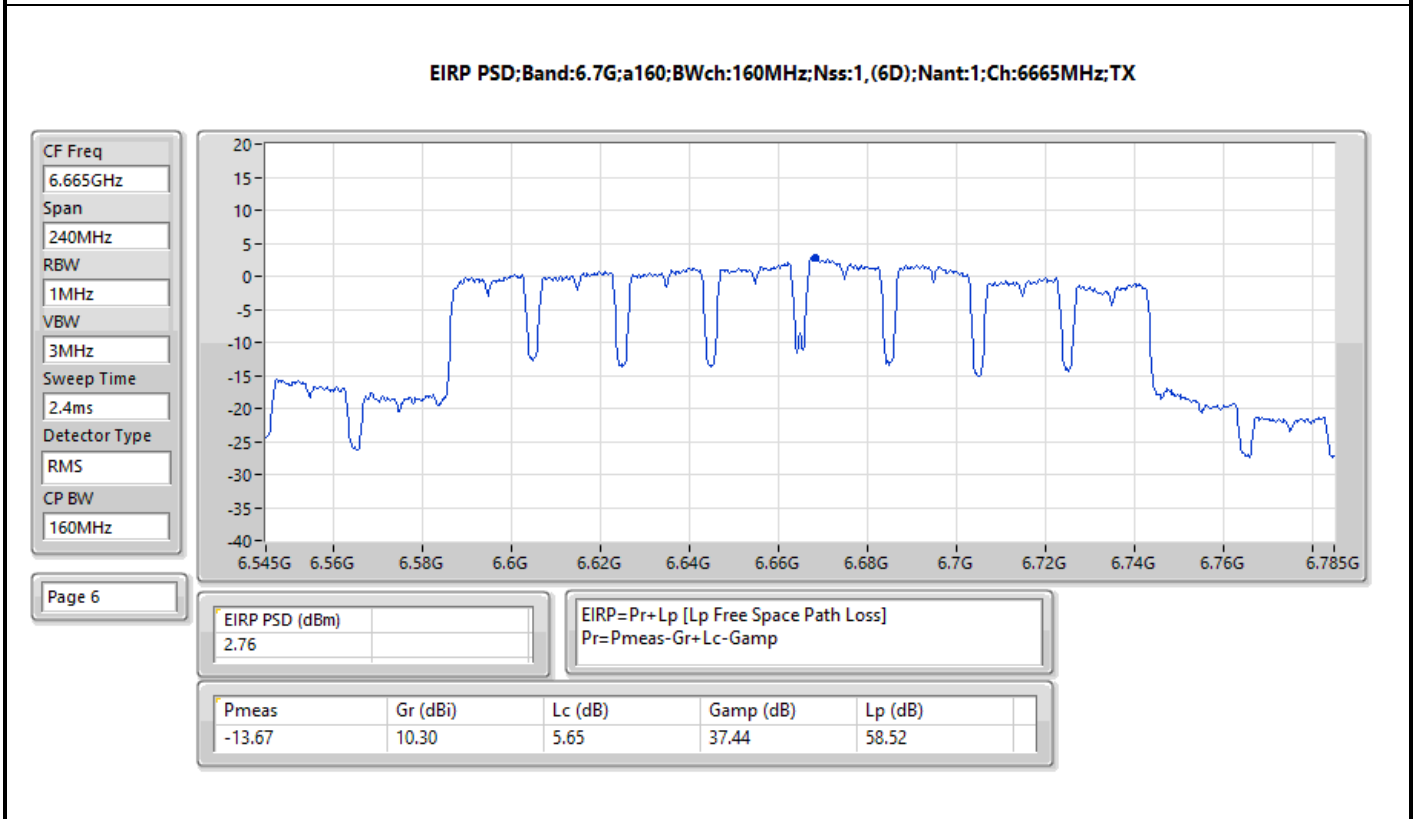 EIRP PSD;Band:6.7G;a160;BWch:160MHz;Nss:1,(6D);Nant:1;Ch:6665MHz;TX
CF Freq
6.665GHz
Span
240MHz
RBW
1MHz
VBW
3MHz
Sweep Time
2.4ms
Detector Type
RMS
CP BW
160MHz
Page 6
20
15
10
5
0
-5
-10
-15
-20
-25
-30
-35
-40
6.545G 6.56G 6.58G 6.6G 6.62G 6.64G 6.66G 6.68G 6.7G 6.72G 6.74G 6.76G 6.785G
EIRP PSD (dBm)
2.76
EIRP=Pr+Lp [Lp Free Space Path Loss]
Pr=Pmeas-Gr+Lc-Gamp
Pmeas Gr (dBi) Lc (dB) Gamp (dB) Lp (dB)
-13.67 10.30 5.65 37.44 58.52